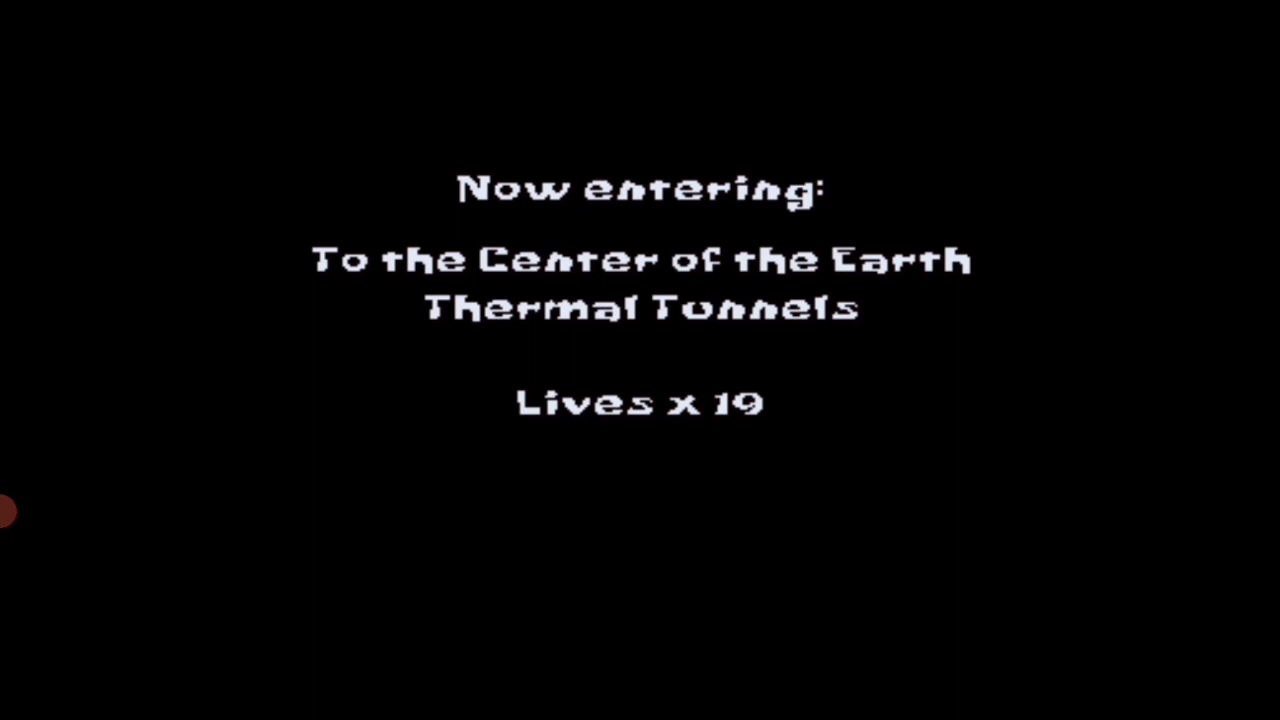 Now entering:
To the Center of the Earth
Thermal Tunnels
Lives x 19